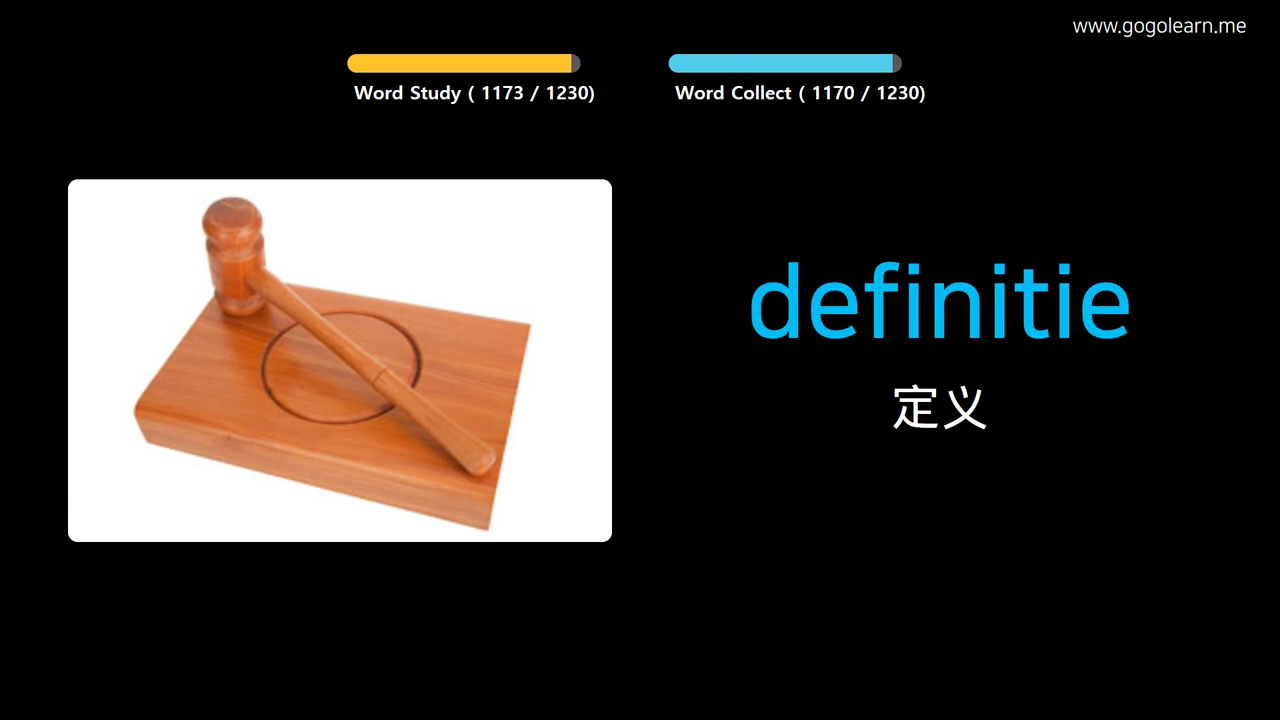 www.gogolearn.me
Word Study ( 1173 / 1230)
Word Collect ( 1170 / 1230)
definitie
定义